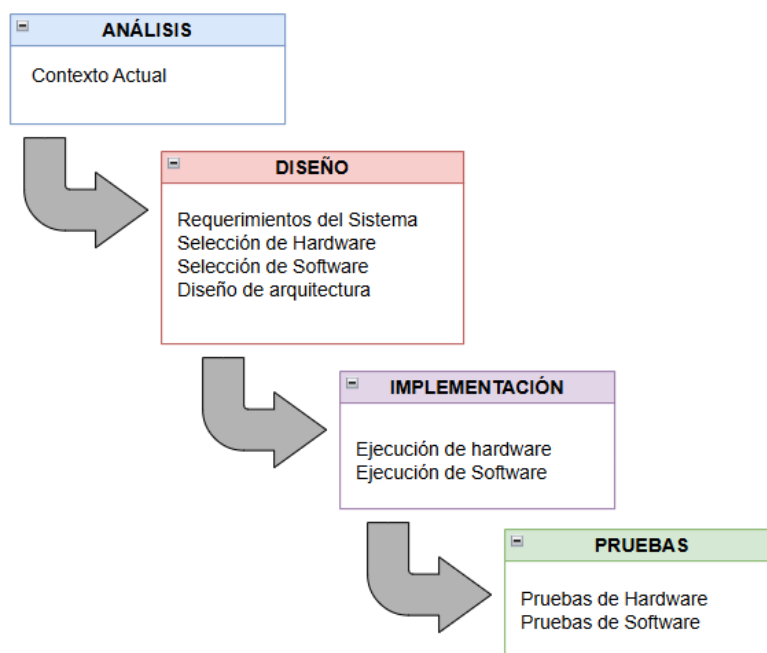 ANÁLISIS
Contexto Actual
DISEÑO
Requerimientos del Sistema
Selección de Hardware
Selección de Software
Diseño de arquitectura
IMPLEMENTACIÓN
Ejecución de hardware
Ejecución de Software
PRUEBAS
Pruebas de Hardware
Pruebas de Software